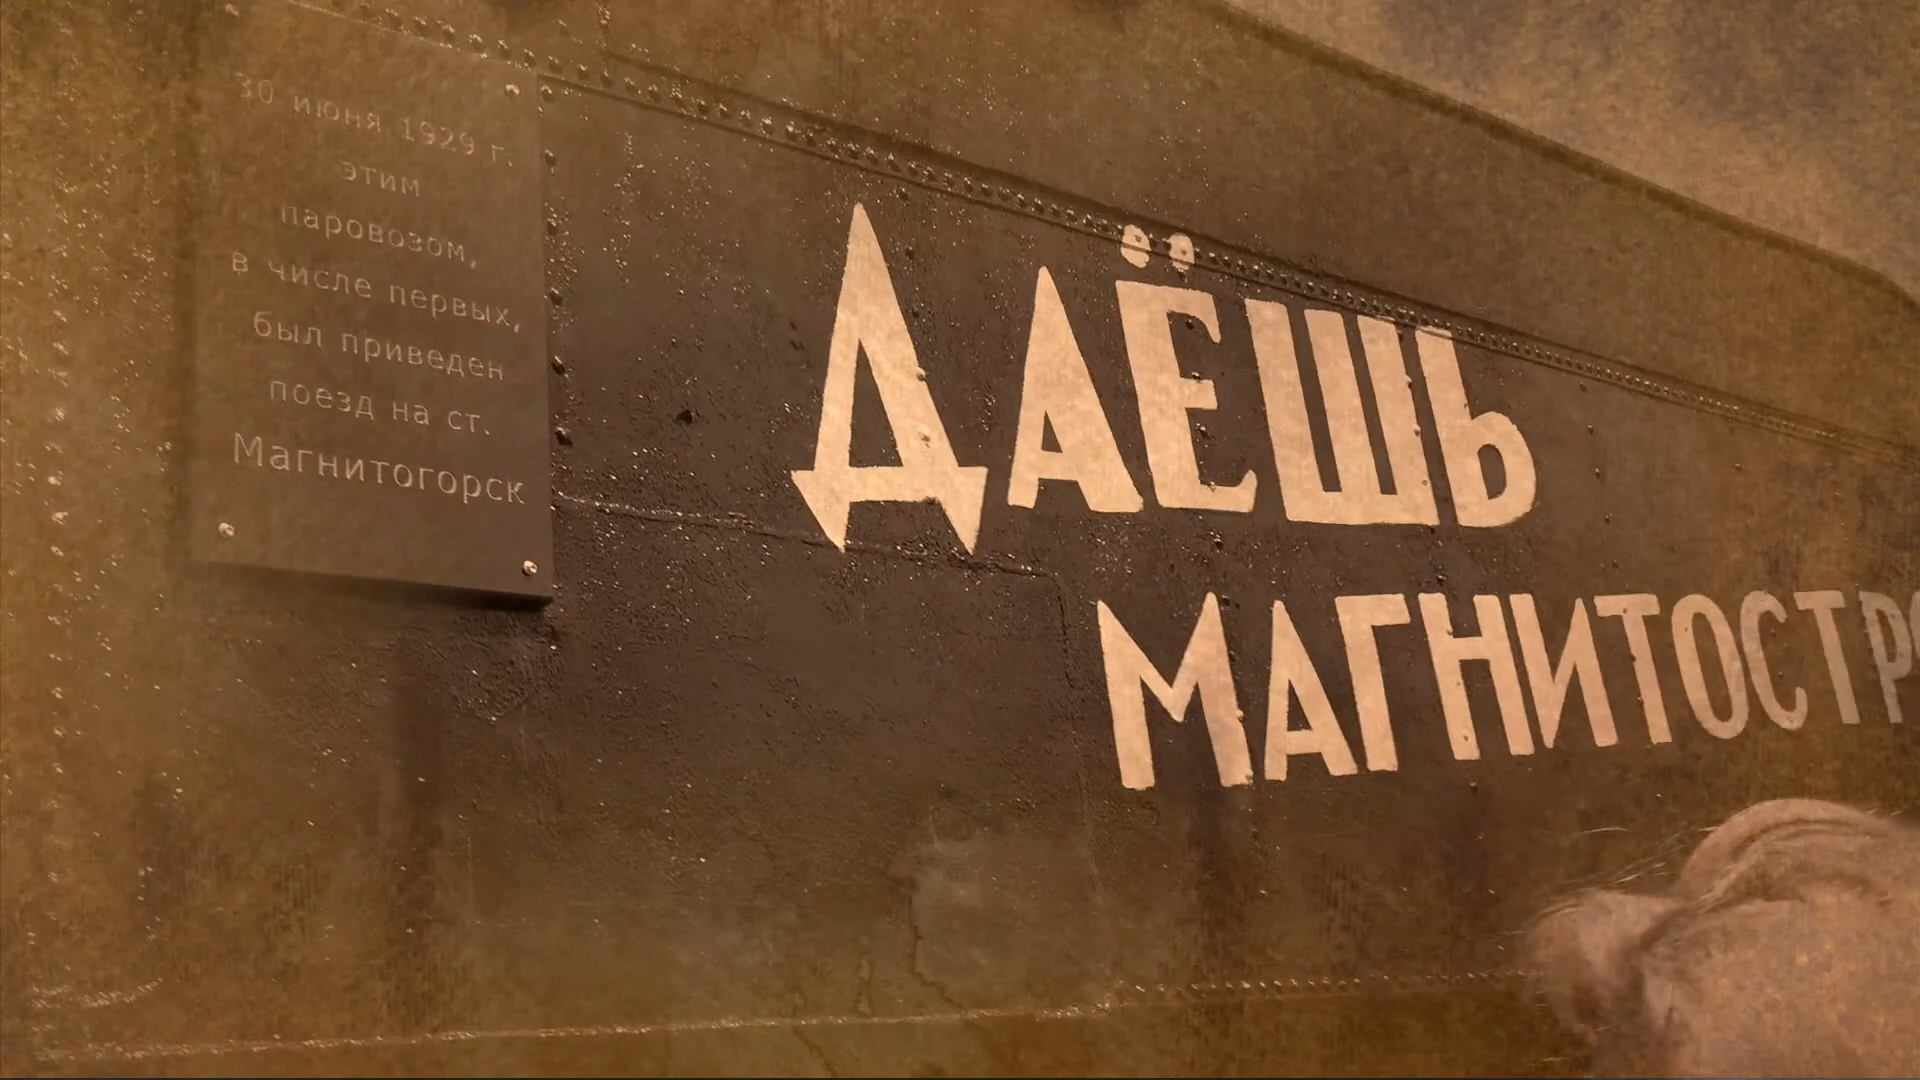 30 июня 1929 г.
этим
паровозом,
в числе первых,
был приведен
поезд на ст.
Магнитогорск
ДАЁШЬ
МАГНИТОСТР